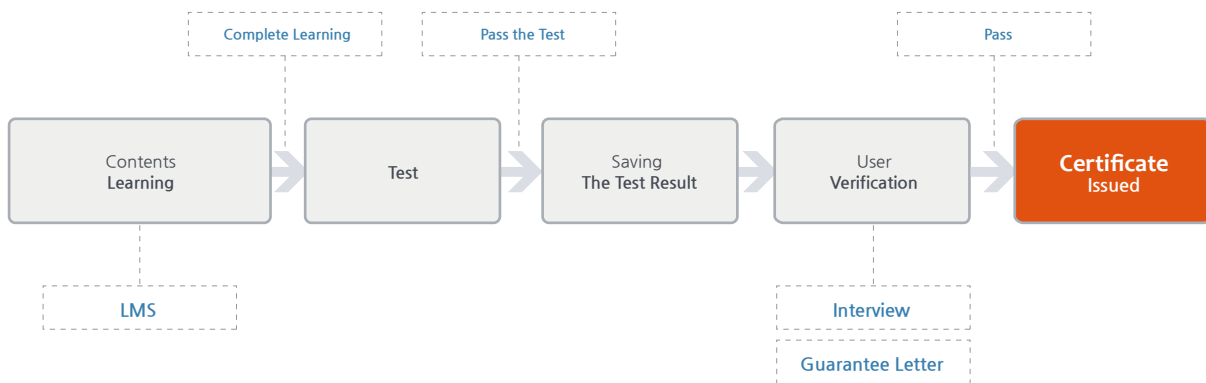 Complete Learning
Pass the Test
Pass
Contents
Learning
Test
Saving
The Test Result
User
Verification
Certificate
Issued
LMS
Interview
Guarantee Letter